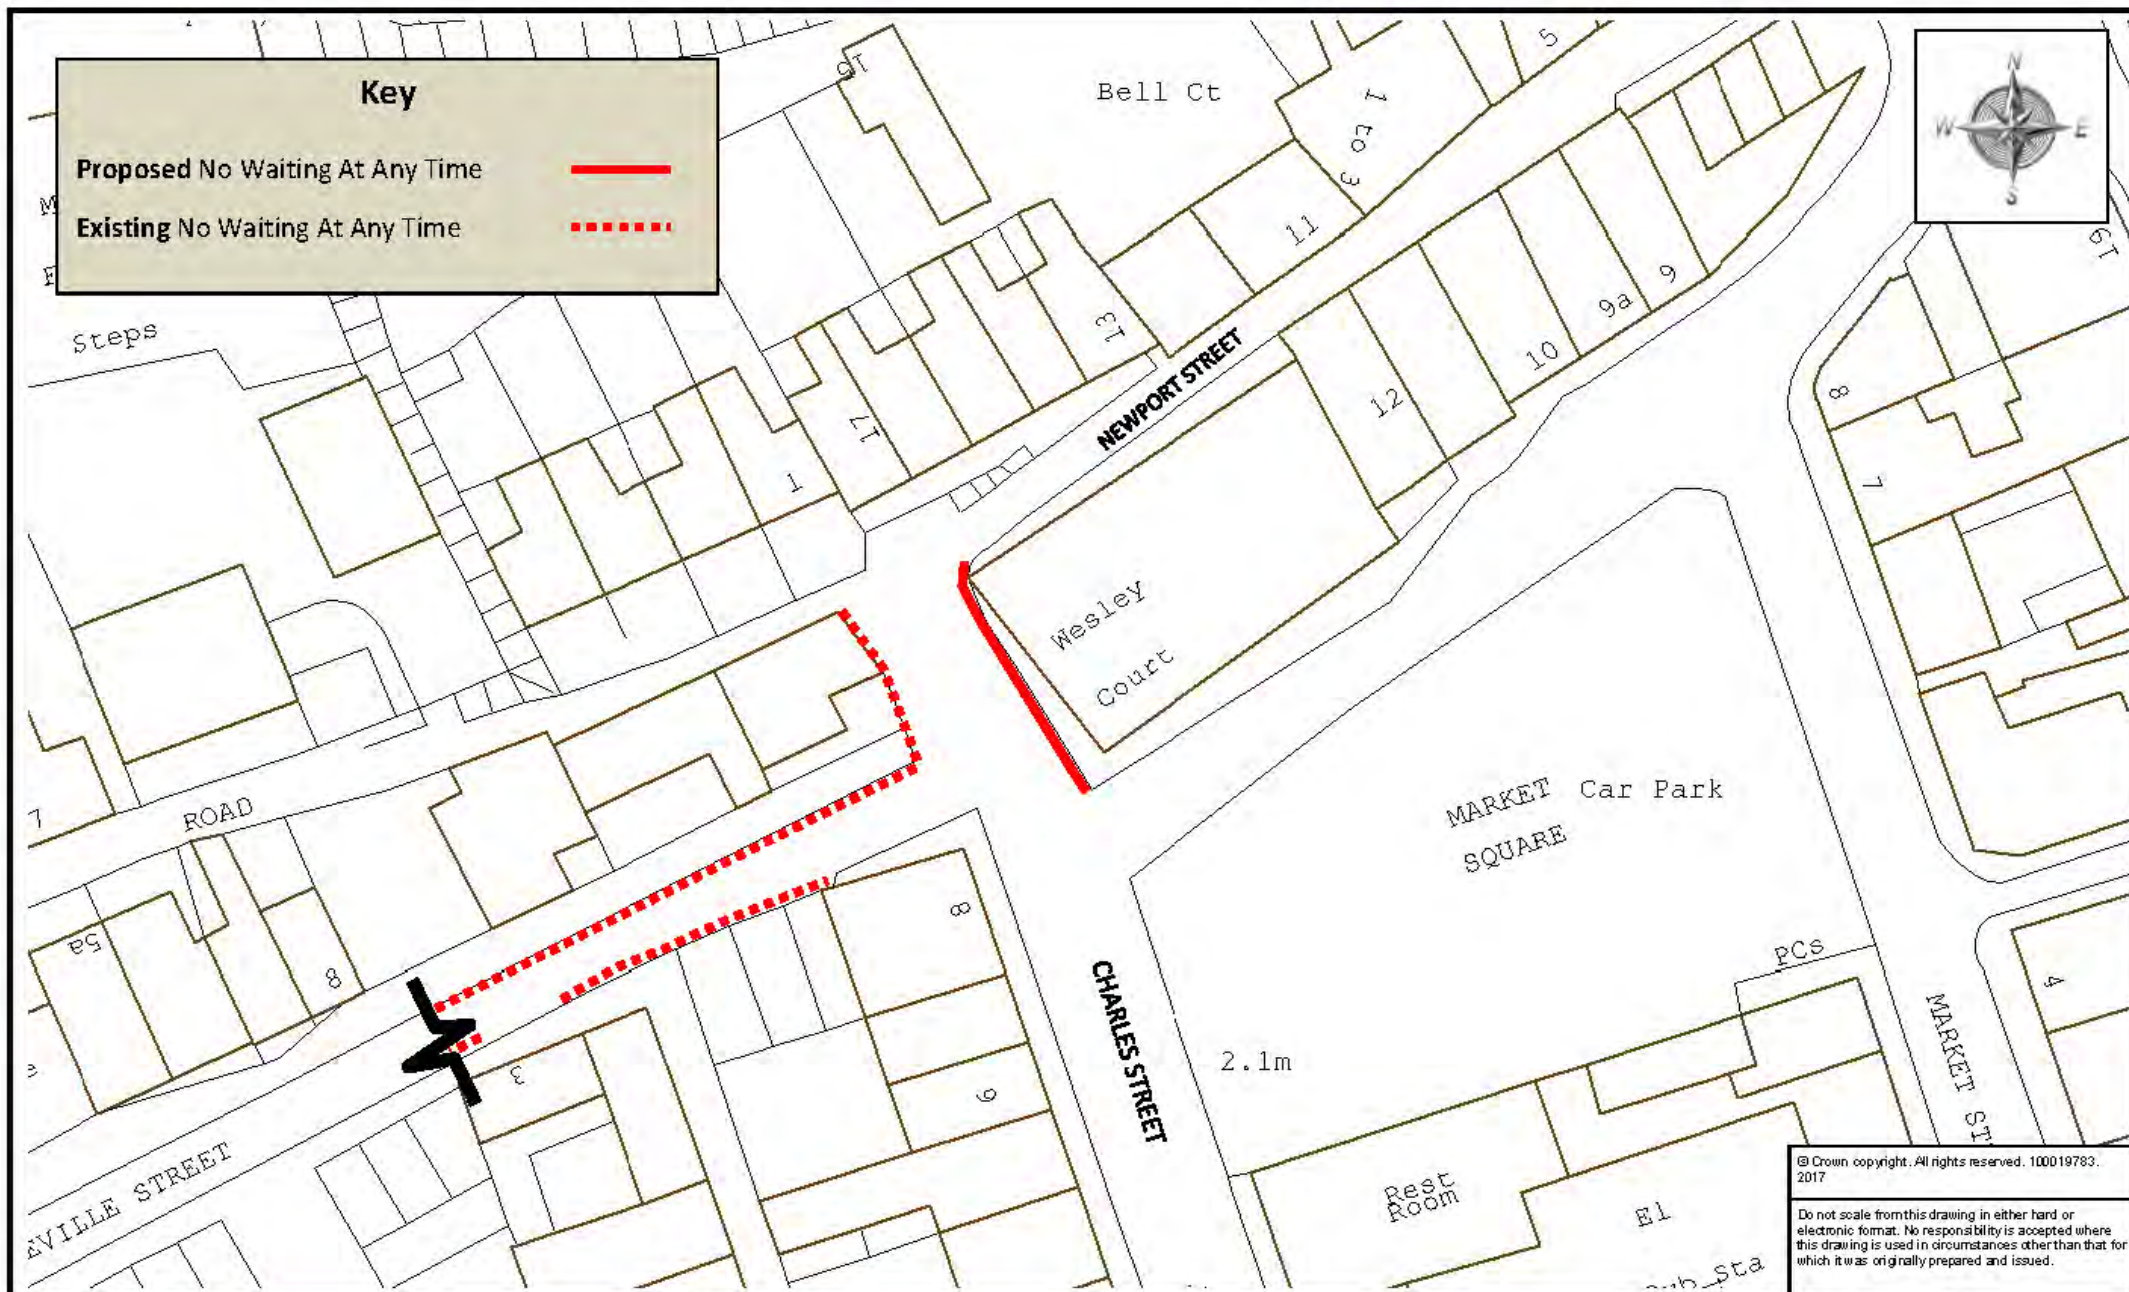 Key
Proposed No Waiting At Any Time
Existing No Waiting At Any Time
N
W
E
S
Bell Ct
15
5
1 to 3
11
19
Steps
13
NEWPORT STREET
9
9a
10
12
8
17
1
7
Wesley
Court
MARKET
SQUARE
Car Park
7
ROAD
5a
8
8
PCs
4
3
CHARLES STREET
2.1m
6
MARKET ST
EVILLE STREET
Rest
Room
El
Sub Sta
© Crown copyright. All rights reserved. 100019783.
2017
Do not scale from this drawing in either hard or
electronic format. No responsibility is accepted where
this drawing is used in circumstances other than that for
which it was originally prepared and issued.